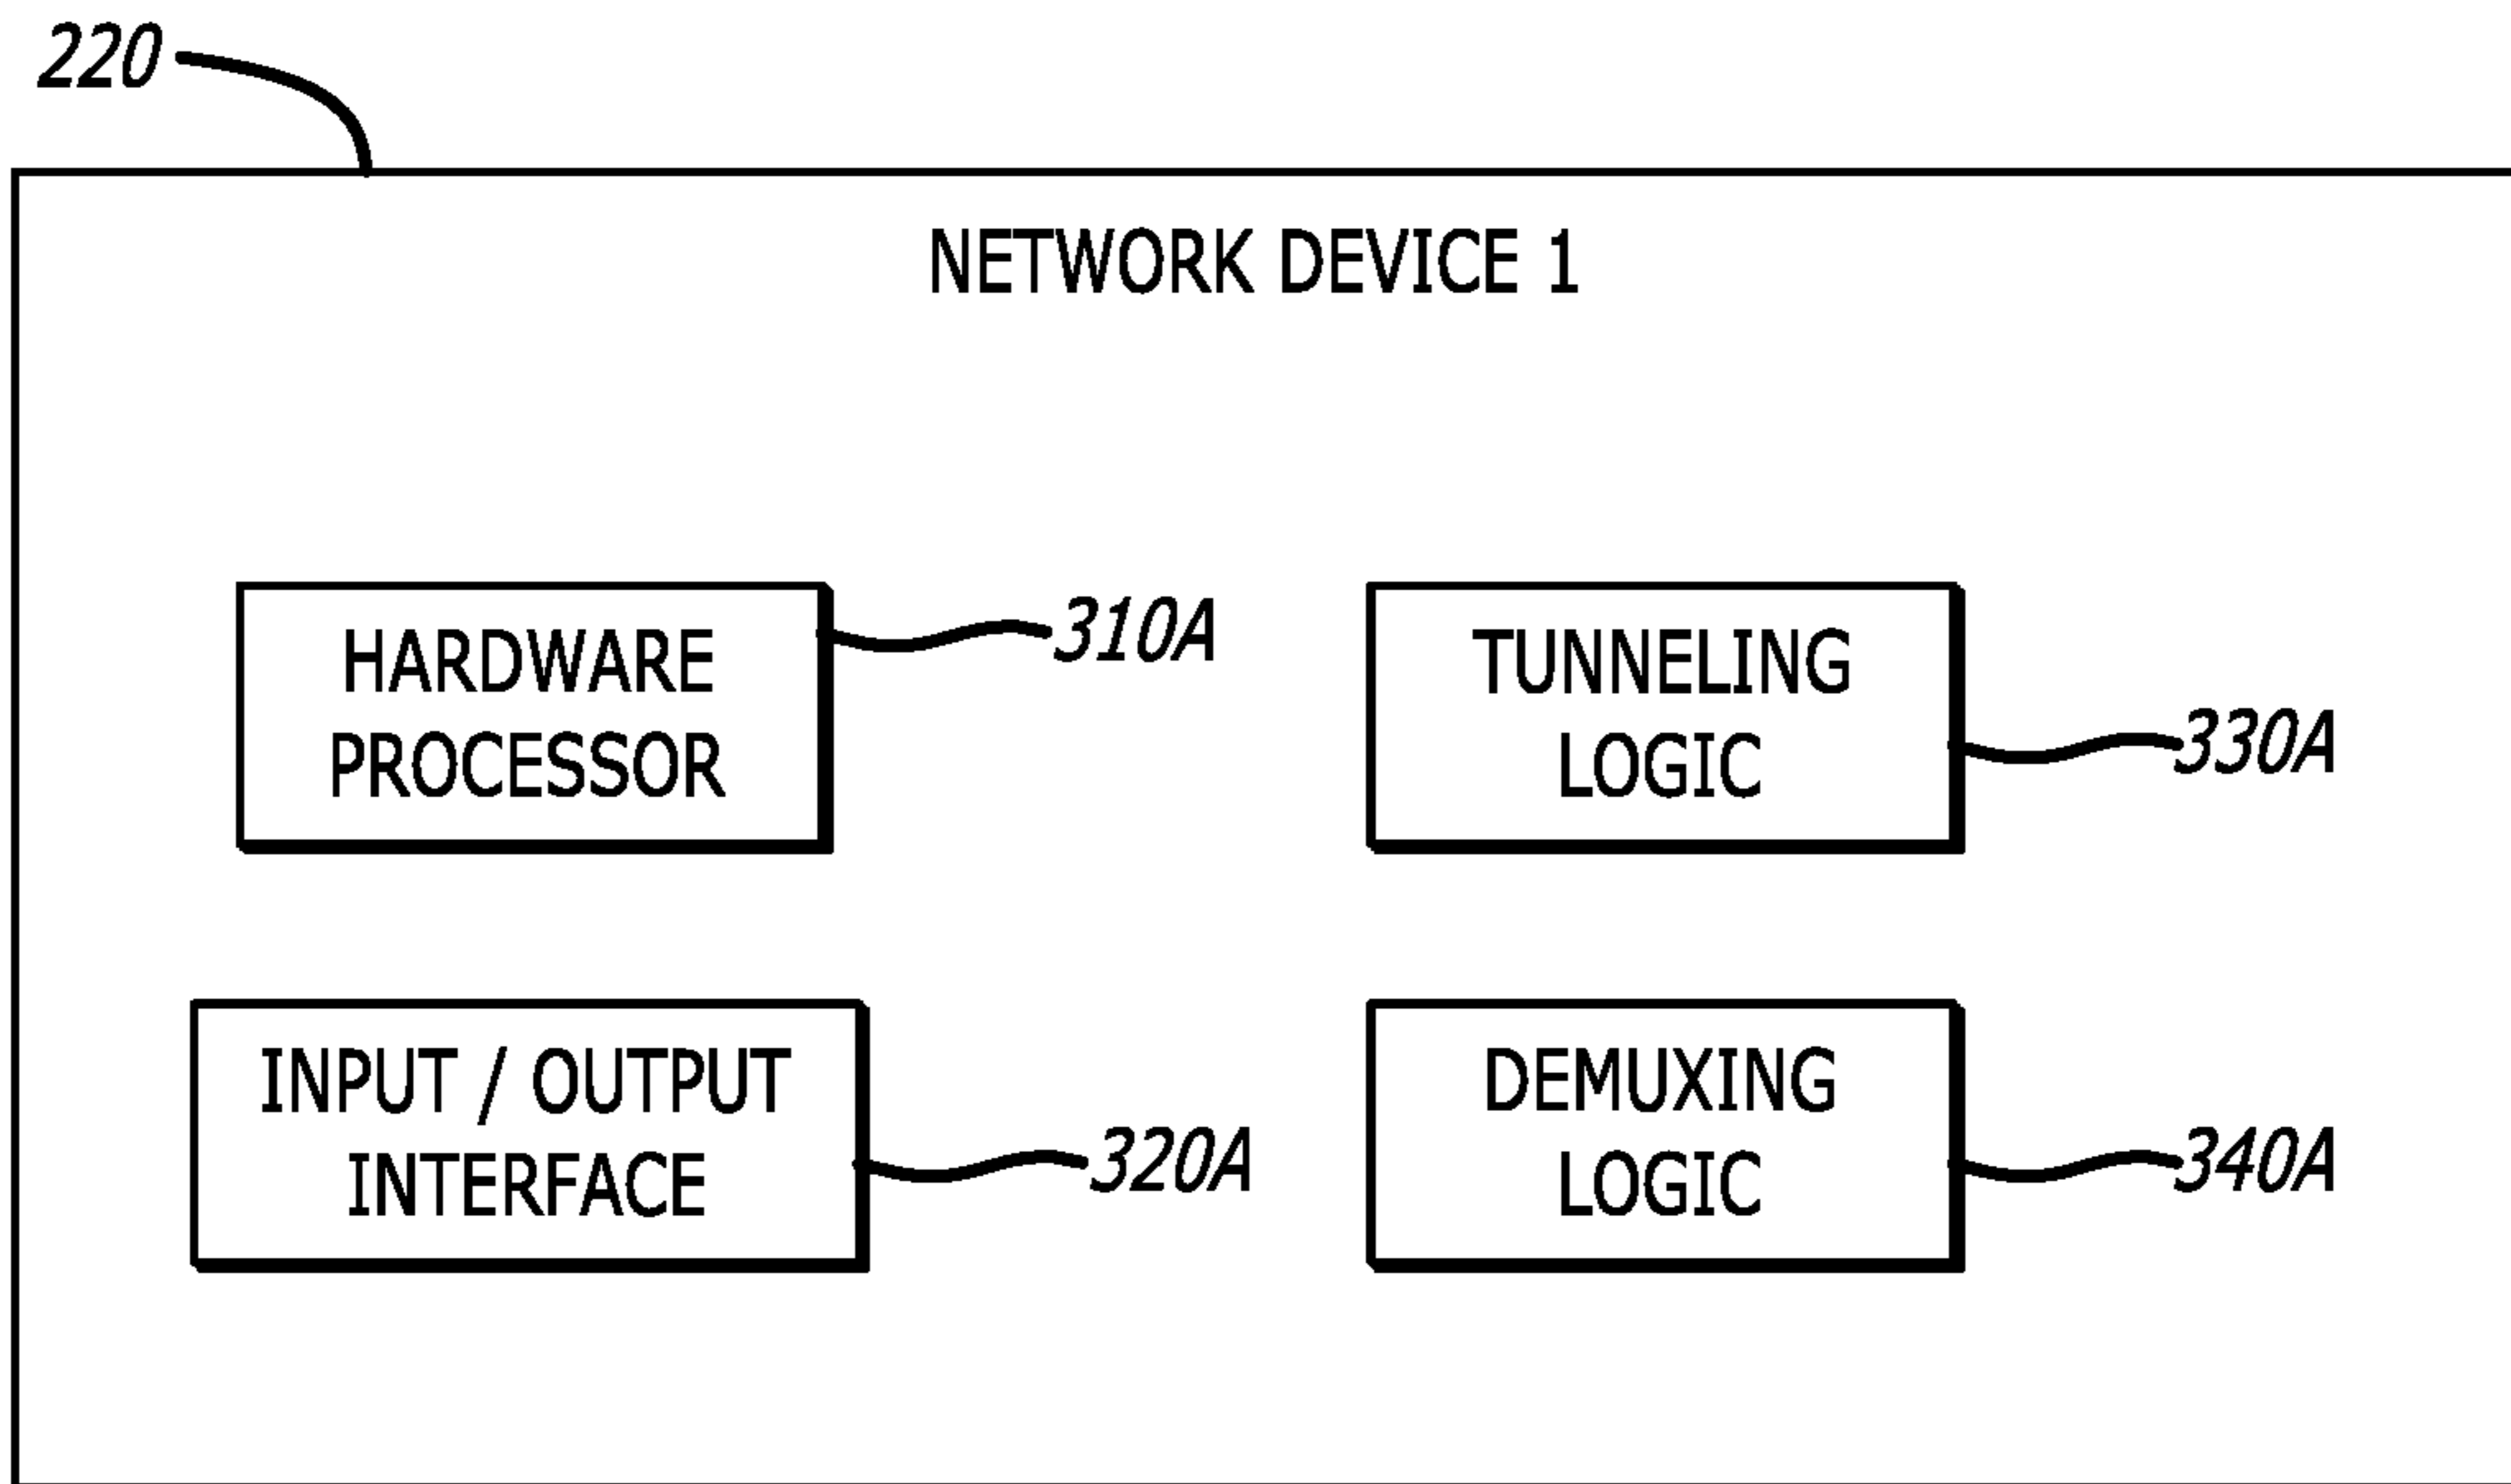 220
NETWORK DEVICE 1
HARDWARE
PROCESSOR
310A
TUNNELING
LOGIC
330A
INPUT / OUTPUT
INTERFACE
320A
DEMUXING
LOGIC
340A